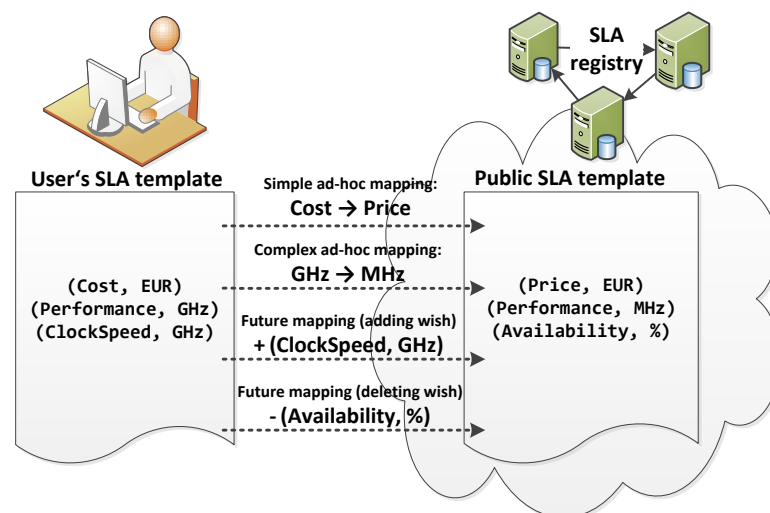 SLA
registry
User‘s SLA template
Public SLA template
Simple ad-hoc mapping:
Cost → Price
Complex ad-hoc mapping:
GHz → MHz
(Cost, EUR)
(Performance, GHz)
(ClockSpeed, GHz)
Future mapping (adding wish)
+ (ClockSpeed, GHz)
Future mapping (deleting wish)
- (Availability, %)
(Price, EUR)
(Performance, MHz)
(Availability, %)